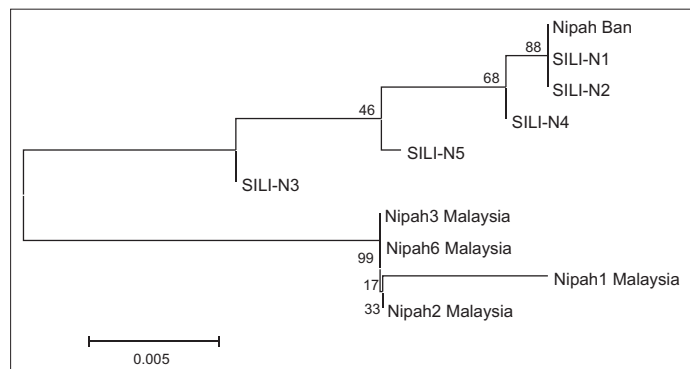 Nipah Ban
88
SILI-N1
SILI-N2
68
46
SILI-N4
SILI-N5
SILI-N3
Nipah3 Malaysia
Nipah6 Malaysia
99
Nipah1 Malaysia
17
33
Nipah2 Malaysia
0.005